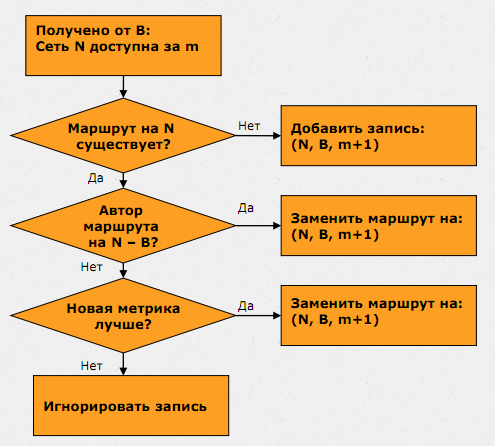 Получено от B:
Сеть N доступна за m
Маршрут на N
существует?
Нет
Добавить запись:
(N, B, m+1)
Да
Автор
маршрута
на N – B?
Да
Заменить маршрут на:
(N, B, m+1)
Нет
Новая метрика
лучше?
Да
Заменить маршрут на:
(N, B, m+1)
Нет
Игнорировать запись